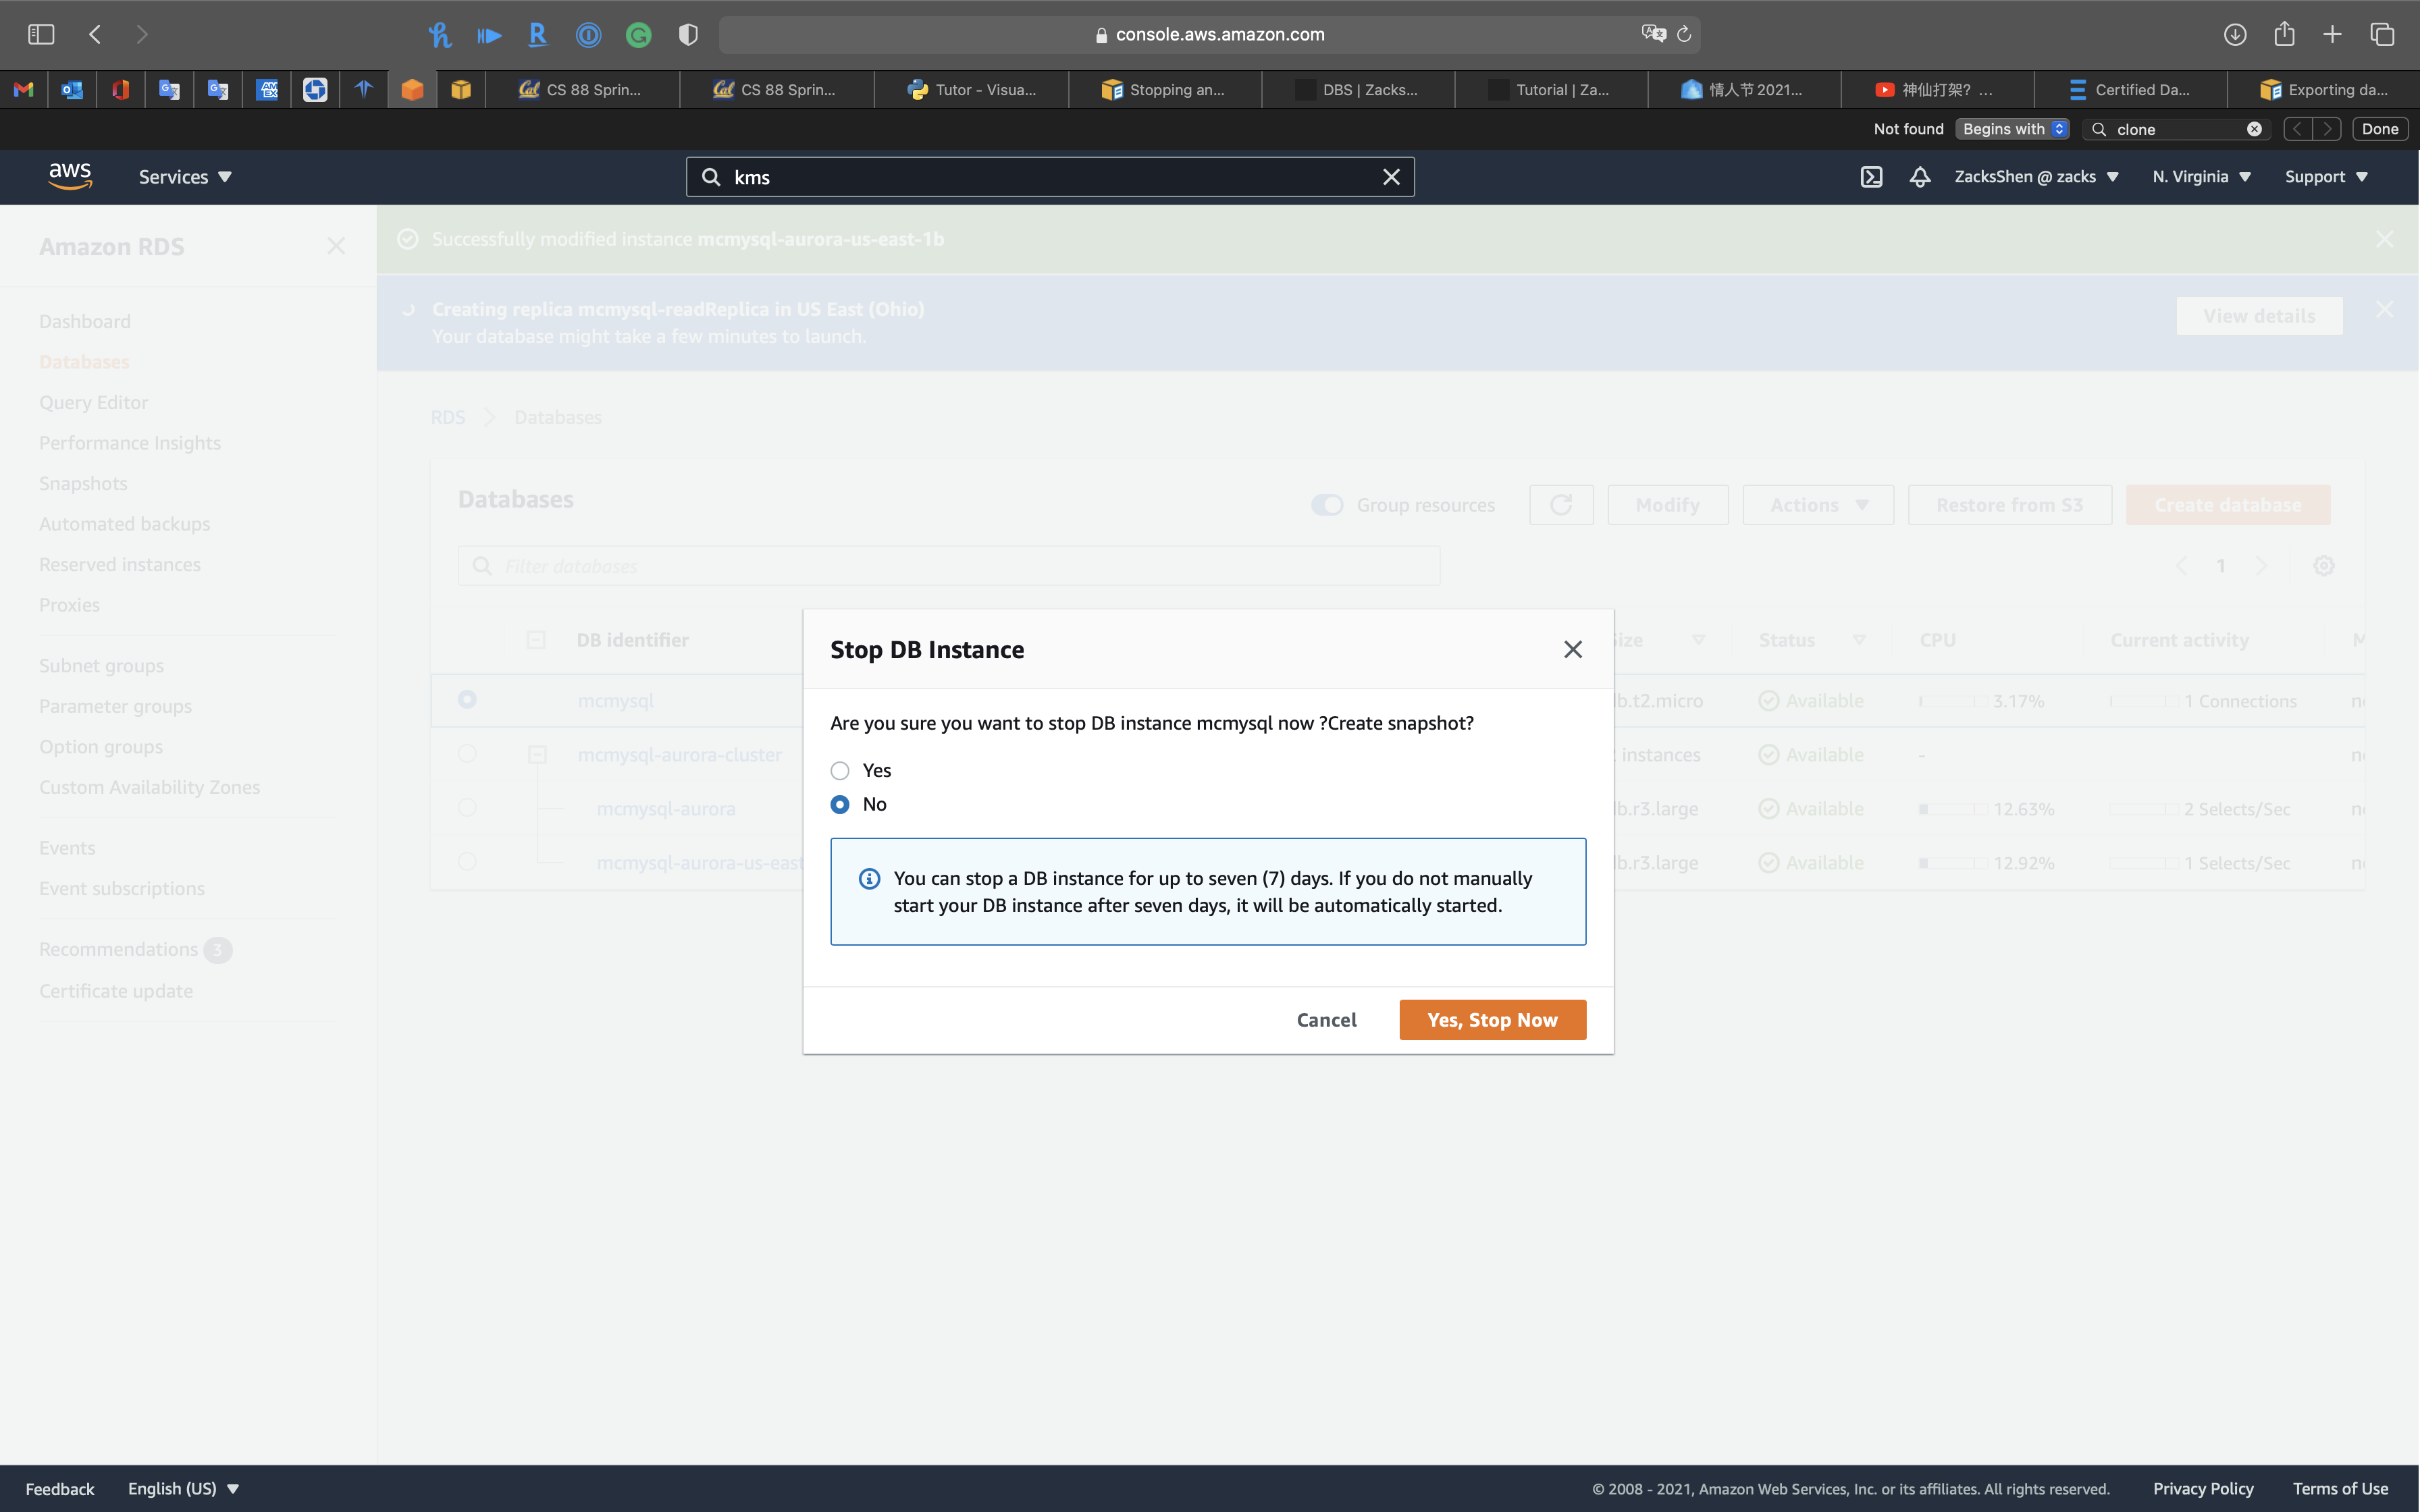 console.aws.amazon.com
CS 88 Sprin...
CS 88 Sprin...
Tutor - Visua...
Stopping an...
DBS | Zacks...
Tutorial | Za...
情人节 2021...
神仙打架？ ...
Certified Da...
Exporting da...
Not found
Begins with
clone
Done
aws
Services
kms
ZacksShen @ zacks
N. Virginia
Support
Amazon RDS
Dashboard
Databases
Query Editor
Performance Insights
Snapshots
Automated backups
Reserved instances
Proxies
Subnet groups
Parameter groups
Option groups
Custom Availability Zones
Events
Event subscriptions
Recommendations 3
Certificate update
Successfully modified instance mcmysql-aurora-us-east-1b
Creating replica mcmysql-readReplica in US East (Ohio)
Your database might take a few minutes to launch.
View details
RDS > Databases
Databases
Group resources
Modify
Actions
Restore from S3
Create database
Filter databases
1
DB identifier
Status
CPU
Current activity
mcmysql
b.t2.micro
Available
3.17%
1 Connections
mcmysql-aurora-cluster
instances
Available
-
mcmysql-aurora
b.r3.large
Available
12.63%
2 Selects/Sec
mcmysql-aurora-us-east
b.r3.large
Available
12.92%
1 Selects/Sec
Stop DB Instance
Are you sure you want to stop DB instance mcmysql now ?Create snapshot?
Yes
No
You can stop a DB instance for up to seven (7) days. If you do not manually
start your DB instance after seven days, it will be automatically started.
Cancel
Yes, Stop Now
Feedback
English (US)
© 2008 - 2021, Amazon Web Services, Inc. or its affiliates. All rights reserved.
Privacy Policy
Terms of Use